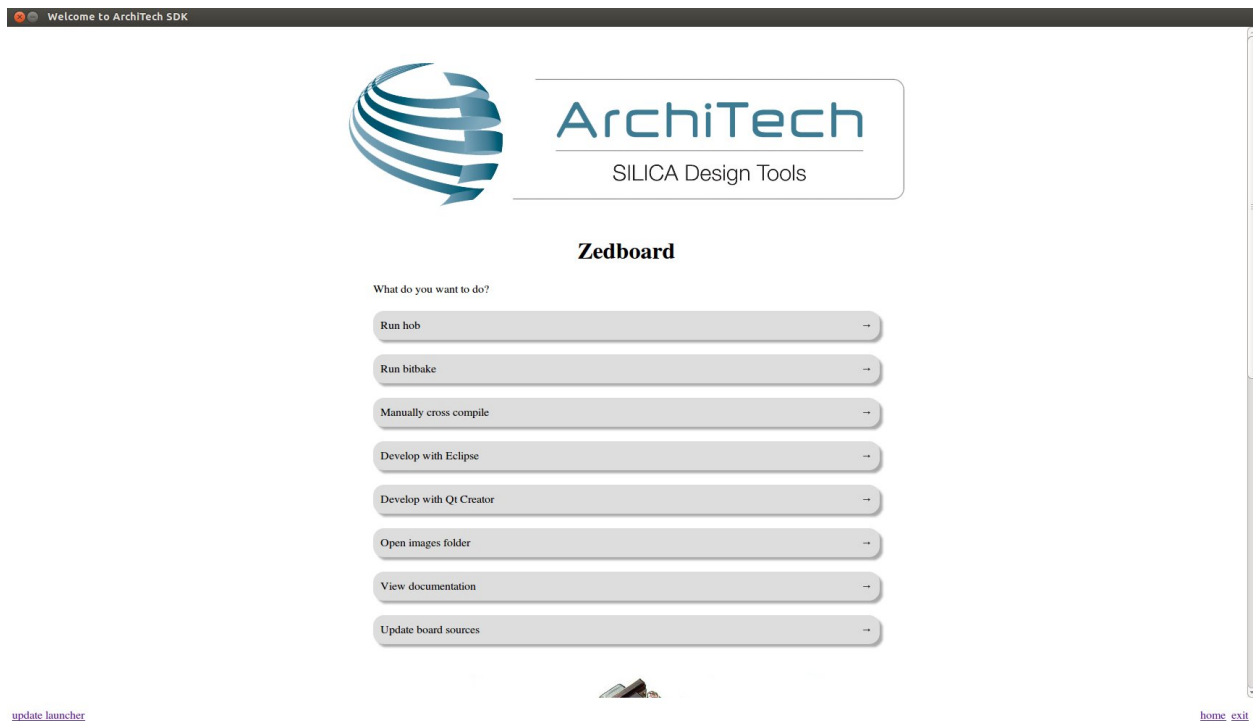 Welcome to ArchiTech SDK
ArchiTech
SILICA Design Tools
Zedboard
What do you want to do?
Run hob →
Run bitbake →
Manually cross compile →
Develop with Eclipse →
Develop with Qt Creator →
Open images folder →
View documentation →
Update board sources →
update launcher home exit